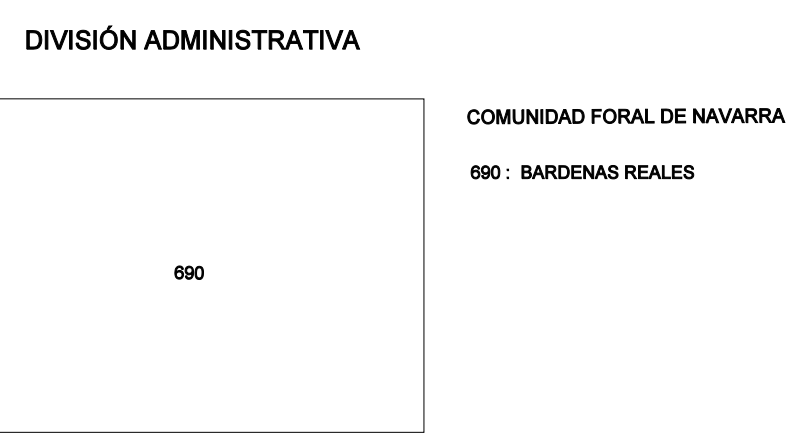 DIVISIÓN ADMINISTRATIVA
COMUNIDAD FORAL DE NAVARRA
690 : BARDENAS REALES
690